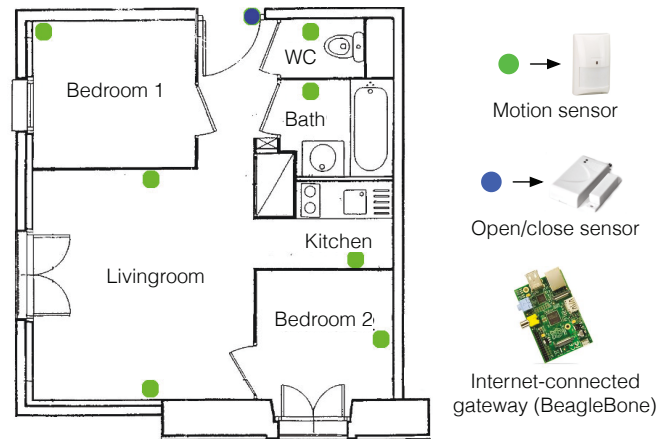 WC
Bedroom 1
Bath
Kitchen
Livingroom
Bedroom 2
Motion sensor
Open/close sensor
Internet-connected
gateway (BeagleBone)